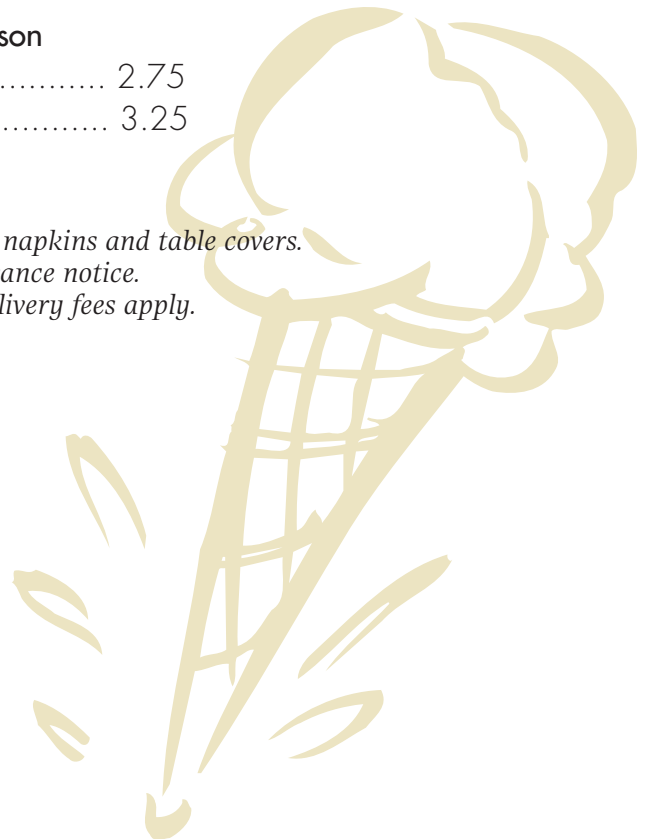 son
........... 2.75
........... 3.25
napkins and table covers.
ance notice.
livery fees apply.